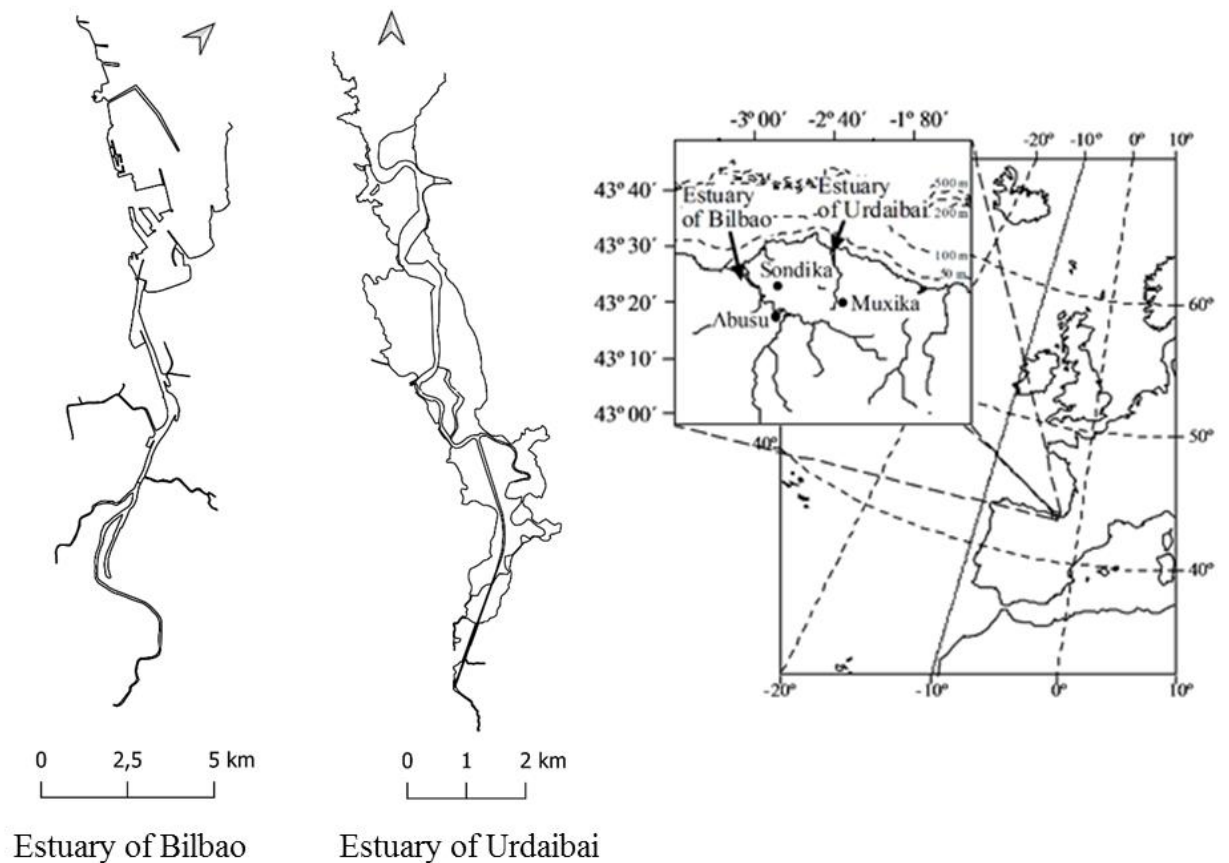 -20º -10º 0º 10º
-3º 00´ -2º 40´ -1º 80´
43º 40´
43º 30´
43º 20´
43º 10´
43º 00´
500 m
200 m
100 m
50 m
Estuary
of Bilbao
Estuary
of Urdaibai
Sondika
Muxika
Abusu
60º
50º
40º
40º
-20º -10º 0º 10º
0 2,5 5 km
0 1 2 km
Estuary of Bilbao
Estuary of Urdaibai